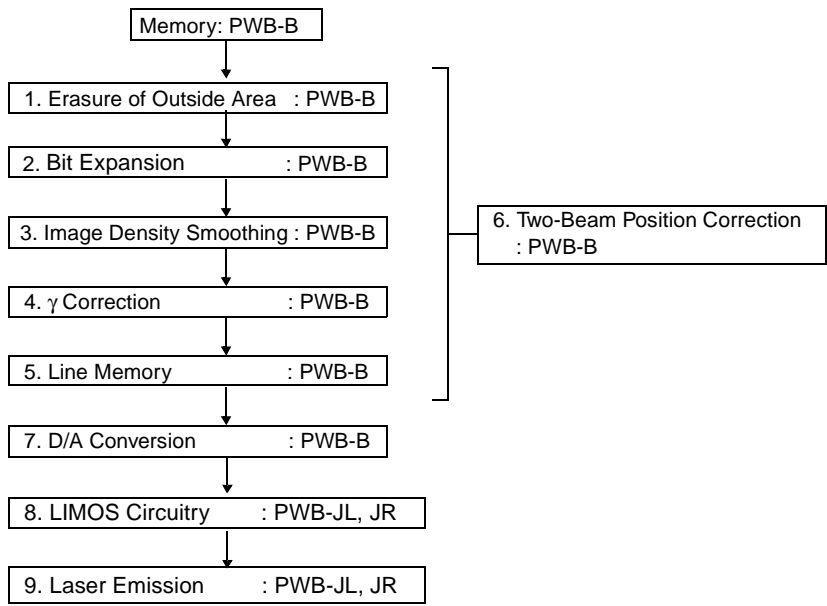 Memory: PWB-B
1. Erasure of Outside Area : PWB-B
2. Bit Expansion : PWB-B
3. Image Density Smoothing : PWB-B
4. γ Correction : PWB-B
5. Line Memory : PWB-B
6. Two-Beam Position Correction
: PWB-B
7. D/A Conversion : PWB-B
8. LIMOS Circuitry : PWB-JL, JR
9. Laser Emission : PWB-JL, JR